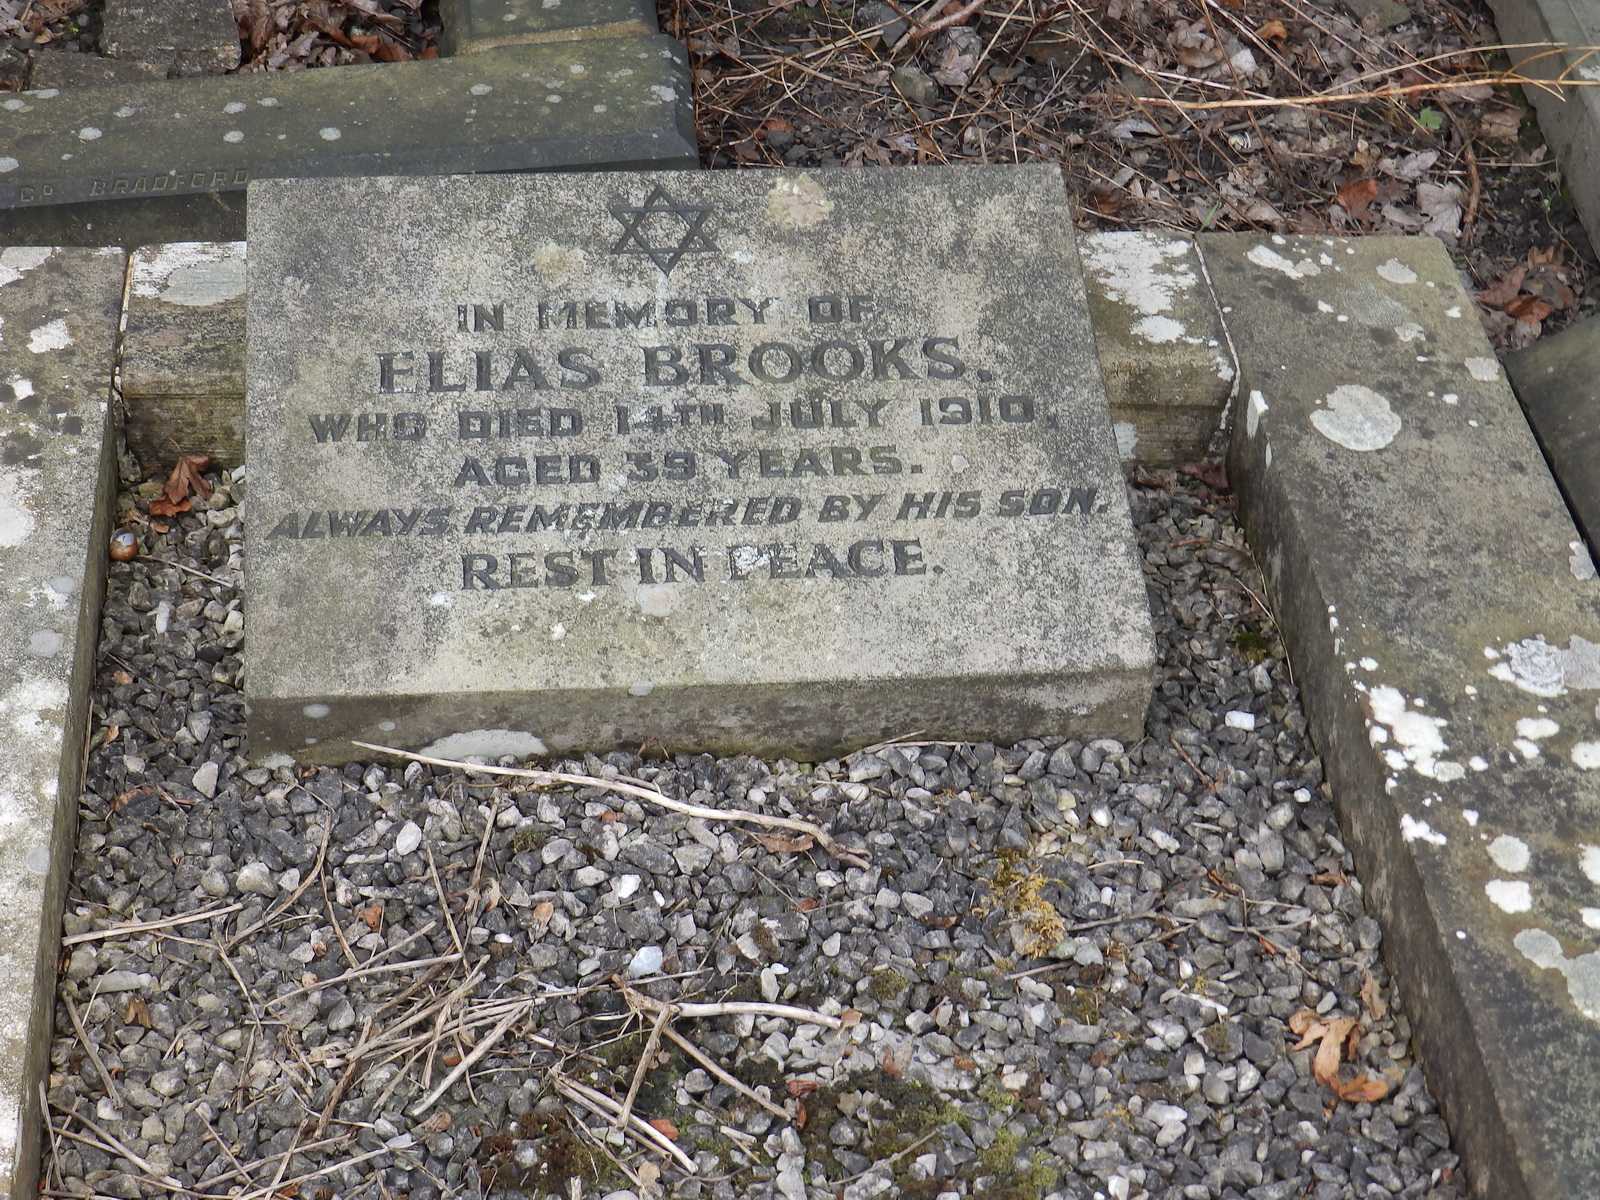 Co BRADFORD
IN MEMORY OF
ELIAS BROOKS.
WHO DIED 14TH JULY 1910,
AGED 39 YEARS.
ALWAYS REMEMBERED BY HIS SON.
REST IN PEACE.